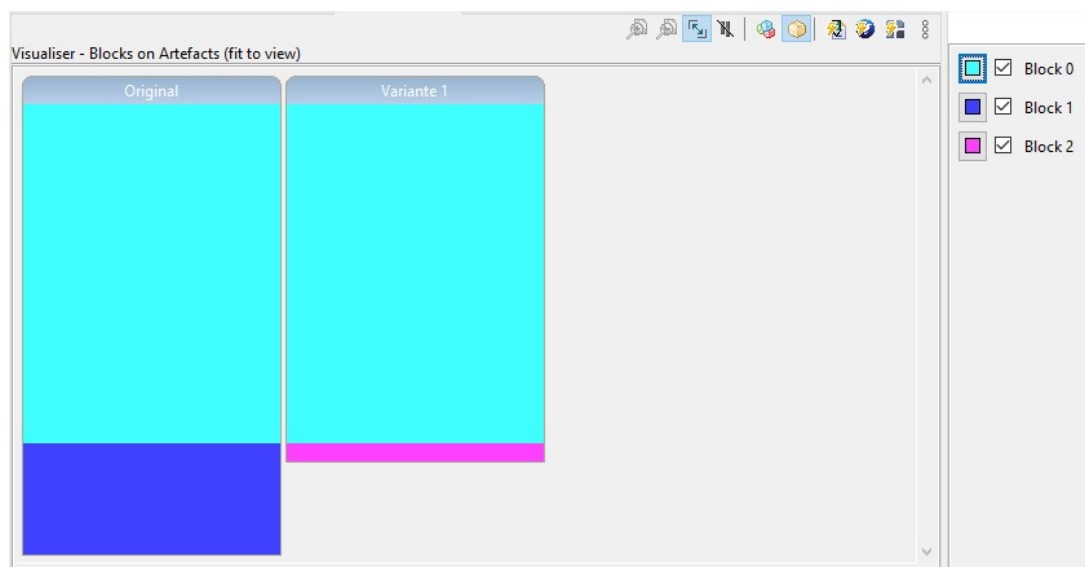 Visualiser - Blocks on Artefacts (fit to view)
Original
Variante 1
Block 0
Block 1
Block 2